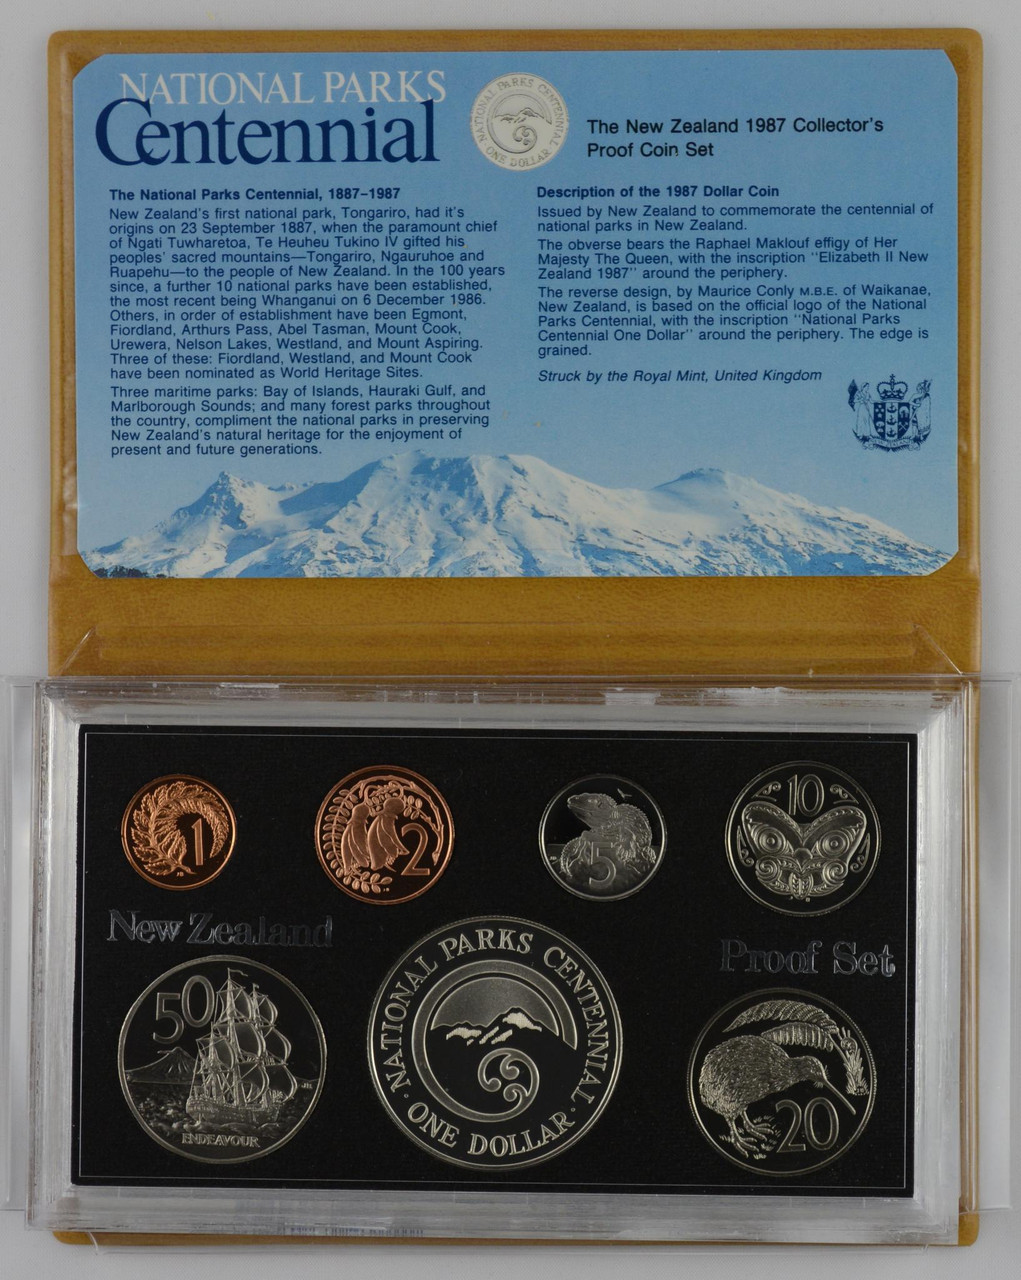 NATIONAL PARKS
Centennial
NATIONAL PARKS CENTENNIAL
ONE DOLLAR
The New Zealand 1987 Collector's
Proof Coin Set
The National Parks Centennial, 1887–1987
New Zealand's first national park, Tongariro, had it's
origins on 23 September 1887, when the paramount chief
of Ngati Tuwharetoa, Te Heuheu Tukino IV gifted his
peoples' sacred mountains—Tongariro, Ngauruhoe and
Ruapehu—to the people of New Zealand. In the 100 years
since, a further 10 national parks have been established,
the most recent being Whanganui on 6 December 1986.
Others, in order of establishment have been Egmont,
Fiordland, Arthurs Pass, Abel Tasman, Mount Cook,
Urewera, Nelson Lakes, Westland, and Mount Aspiring.
Three of these: Fiordland, Westland, and Mount Cook
have been nominated as World Heritage Sites.
Three maritime parks: Bay of Islands, Hauraki Gulf, and
Marlborough Sounds; and many forest parks throughout
the country, compliment the national parks in preserving
New Zealand's natural heritage for the enjoyment of
present and future generations.
Description of the 1987 Dollar Coin
Issued by New Zealand to commemorate the centennial of
national parks in New Zealand.
The obverse bears the Raphael Maklouf effigy of Her
Majesty The Queen, with the inscription "Elizabeth II New
Zealand 1987" around the periphery.
The reverse design, by Maurice Conly M.B.E. of Waikanae,
New Zealand, is based on the official logo of the National
Parks Centennial, with the inscription "National Parks
Centennial One Dollar" around the periphery. The edge is
grained.
Struck by the Royal Mint, United Kingdom
1
2
5
10
New Zealand
Proof Set
50
ENDEAVOUR
NATIONAL PARKS CENTENNIAL
· ONE DOLLAR ·
20